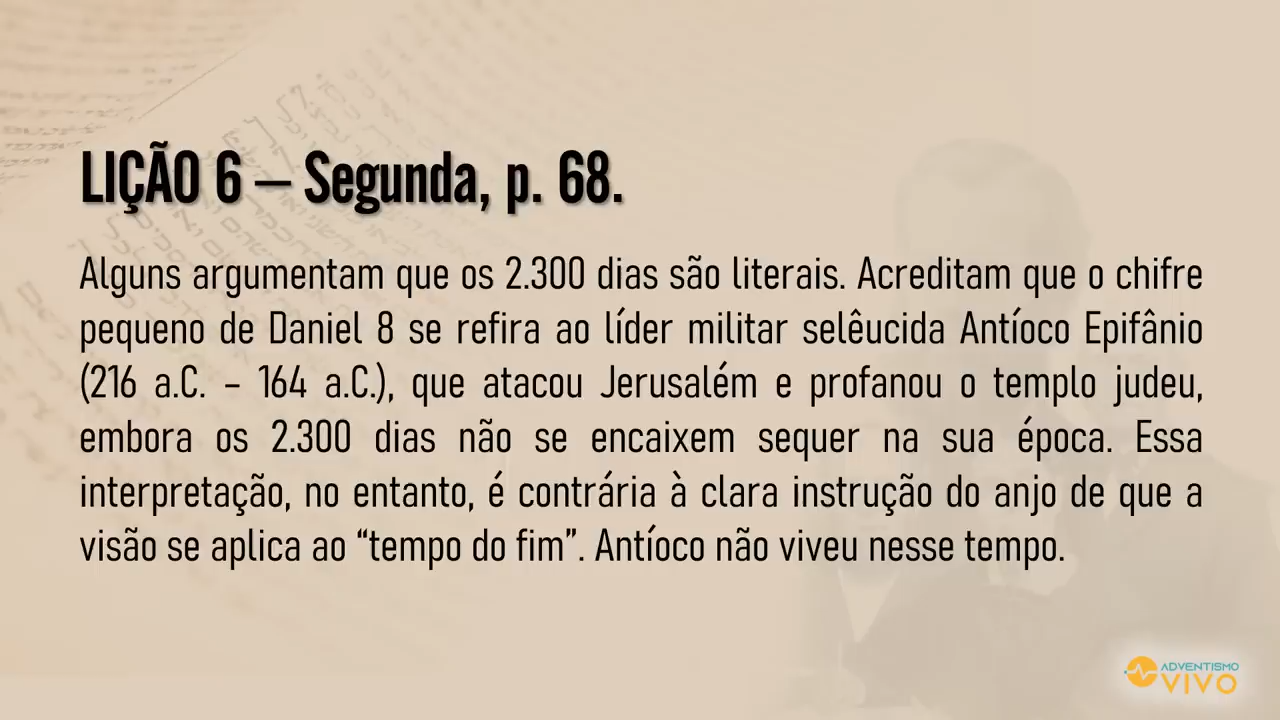 LIÇÃO 6 – Segunda, p. 68.
Alguns argumentam que os 2.300 dias são literais. Acreditam que o chifre
pequeno de Daniel 8 se refira ao líder militar selêucida Antíoco Epifânio
(216 a.C. – 164 a.C.), que atacou Jerusalém e profanou o templo judeu,
embora os 2.300 dias não se encaixem sequer na sua época. Essa
interpretação, no entanto, é contrária à clara instrução do anjo de que a
visão se aplica ao “tempo do fim”. Antíoco não viveu nesse tempo.
ADVENTISMO
VIVO